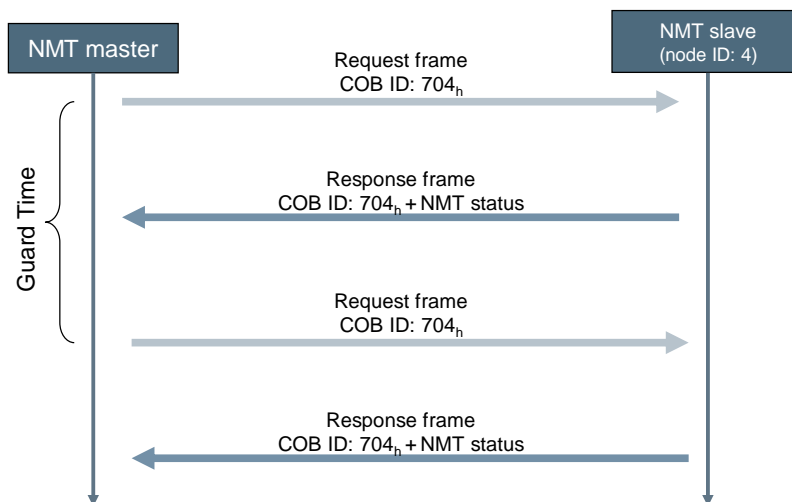 NMT master
NMT slave
(node ID: 4)
Request frame
COB ID: 704h
Guard Time
Response frame
COB ID: 704h + NMT status
Request frame
COB ID: 704h
Response frame
COB ID: 704h + NMT status